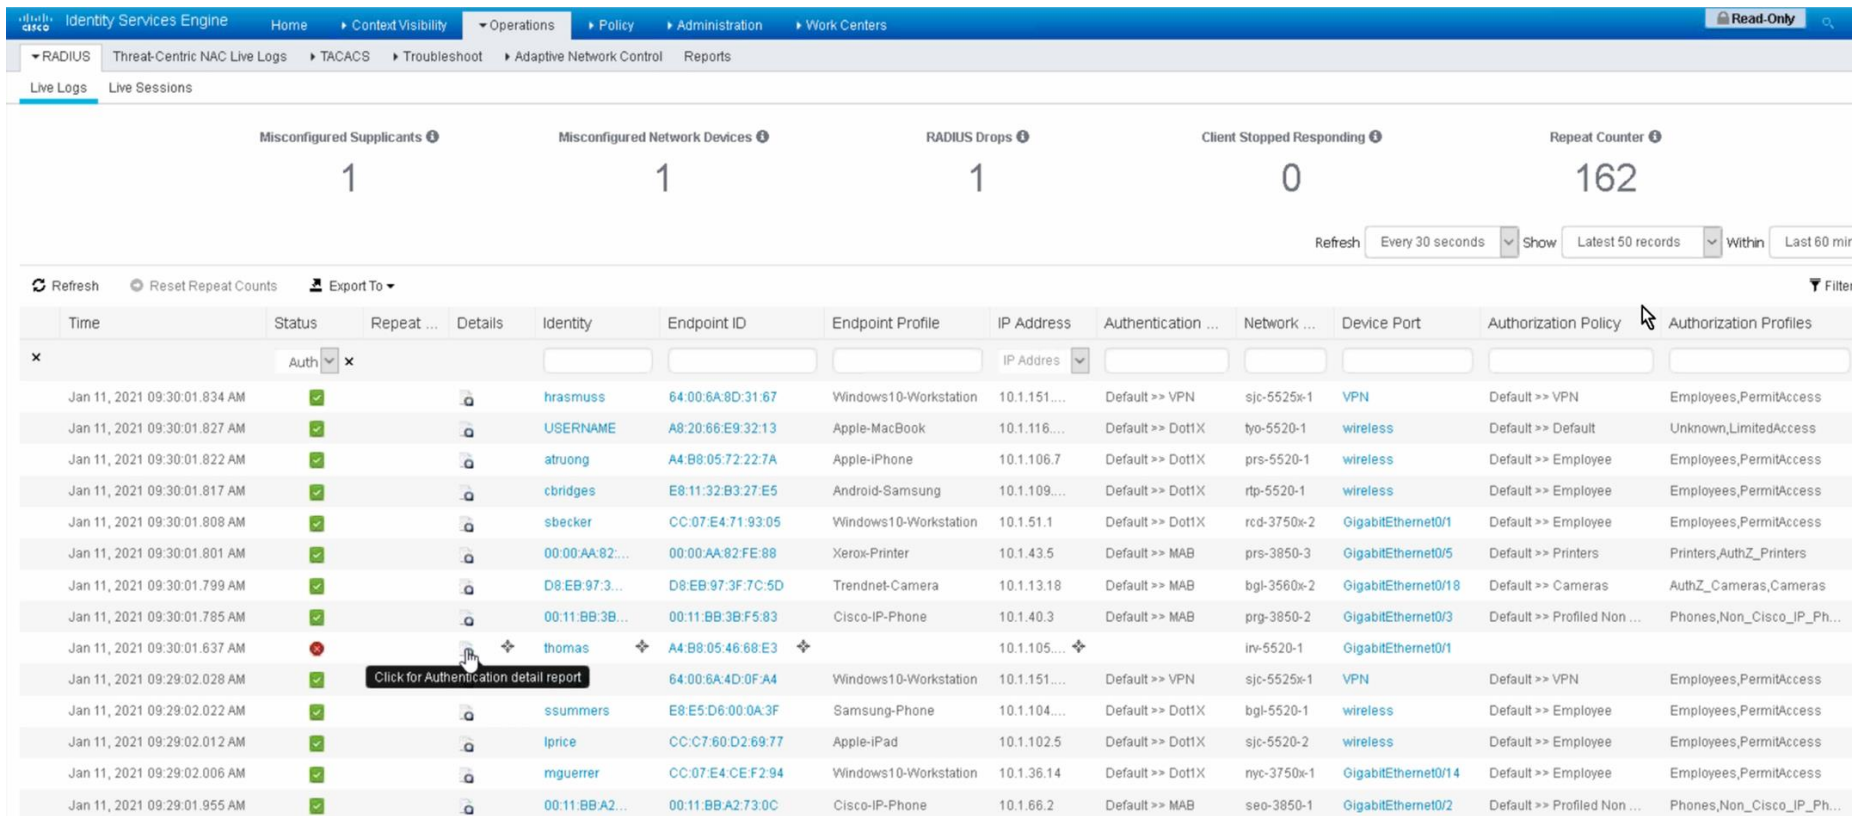 cisco Identity Services Engine Home Context Visibility Operations Policy Administration Work Centers Read-Only
RADIUS Threat-Centric NAC Live Logs TACACS Troubleshoot Adaptive Network Control Reports
Live Logs Live Sessions
Misconfigured Supplicants Misconfigured Network Devices RADIUS Drops Client Stopped Responding Repeat Counter
1 1 1 0 162
Refresh Every 30 seconds Show Latest 50 records Within Last 60 min
Refresh Reset Repeat Counts Export To Filter
Time Status Repeat ... Details Identity Endpoint ID Endpoint Profile IP Address Authentication ... Network ... Device Port Authorization Policy Authorization Profiles
Auth IP Addres
Jan 11, 2021 09:30:01.834 AM hrasmuss 64:00:6A:8D:31:67 Windows10-Workstation 10.1.151.... Default >> VPN sjc-5525x-1 VPN Default >> VPN Employees,PermitAccess
Jan 11, 2021 09:30:01.827 AM USERNAME A8:20:66:E9:32:13 Apple-MacBook 10.1.116.... Default >> Dot1X tyo-5520-1 wireless Default >> Default Unknown,LimitedAccess
Jan 11, 2021 09:30:01.822 AM atruong A4:B8:05:72:22:7A Apple-iPhone 10.1.106.7 Default >> Dot1X prs-5520-1 wireless Default >> Employee Employees,PermitAccess
Jan 11, 2021 09:30:01.817 AM cbridges E8:11:32:B3:27:E5 Android-Samsung 10.1.109.... Default >> Dot1X rtp-5520-1 wireless Default >> Employee Employees,PermitAccess
Jan 11, 2021 09:30:01.808 AM sbecker CC:07:E4:71:93:05 Windows10-Workstation 10.1.51.1 Default >> Dot1X rcd-3750x-2 GigabitEthernet0/1 Default >> Employee Employees,PermitAccess
Jan 11, 2021 09:30:01.801 AM 00:00:AA:82:... 00:00:AA:82:FE:88 Xerox-Printer 10.1.43.5 Default >> MAB prs-3850-3 GigabitEthernet0/5 Default >> Printers Printers,AuthZ_Printers
Jan 11, 2021 09:30:01.799 AM D8:EB:97:3... D8:EB:97:3F:7C:5D Trendnet-Camera 10.1.13.18 Default >> MAB bgl-3560x-2 GigabitEthernet0/18 Default >> Cameras AuthZ_Cameras,Cameras
Jan 11, 2021 09:30:01.785 AM 00:11:BB:3B... 00:11:BB:3B:F5:83 Cisco-IP-Phone 10.1.40.3 Default >> MAB prg-3850-2 GigabitEthernet0/3 Default >> Profiled Non ... Phones,Non_Cisco_IP_Ph...
Jan 11, 2021 09:30:01.637 AM thomas A4:B8:05:46:68:E3 10.1.105.... irv-5520-1 GigabitEthernet0/1
Click for Authentication detail report
Jan 11, 2021 09:29:02.028 AM 64:00:6A:4D:0F:A4 Windows10-Workstation 10.1.151.... Default >> VPN sjc-5525x-1 VPN Default >> VPN Employees,PermitAccess
Jan 11, 2021 09:29:02.022 AM ssummers E8:E5:D6:00:0A:3F Samsung-Phone 10.1.104.... Default >> Dot1X bgl-5520-1 wireless Default >> Employee Employees,PermitAccess
Jan 11, 2021 09:29:02.012 AM lprice CC:C7:60:D2:69:77 Apple-iPad 10.1.102.5 Default >> Dot1X sjc-5520-2 wireless Default >> Employee Employees,PermitAccess
Jan 11, 2021 09:29:02.006 AM mguerrer CC:07:E4:CE:F2:94 Windows10-Workstation 10.1.36.14 Default >> Dot1X nyc-3750x-1 GigabitEthernet0/14 Default >> Employee Employees,PermitAccess
Jan 11, 2021 09:29:01.955 AM 00:11:BB:A2... 00:11:BB:A2:73:0C Cisco-IP-Phone 10.1.66.2 Default >> MAB seo-3850-1 GigabitEthernet0/2 Default >> Profiled Non ... Phones,Non_Cisco_IP_Ph...